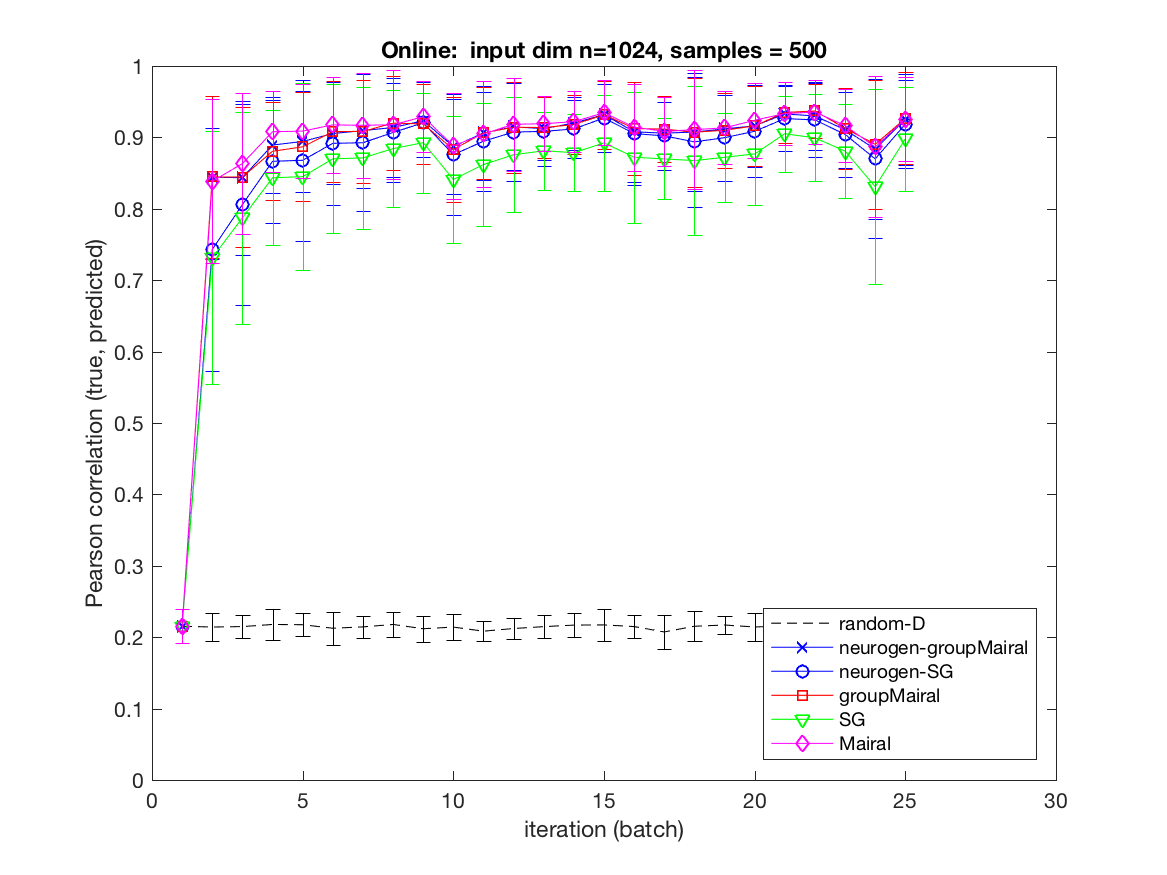 Online:  input dim n=1024, samples = 500
1
0.9
0.8
0.7
0.6
0.5
0.4
0.3
0.2
0.1
0
Pearson correlation (true, predicted)
random-D
neurogen-groupMairal
neurogen-SG
groupMairal
SG
Mairal
0 5 10 15 20 25 30
iteration (batch)